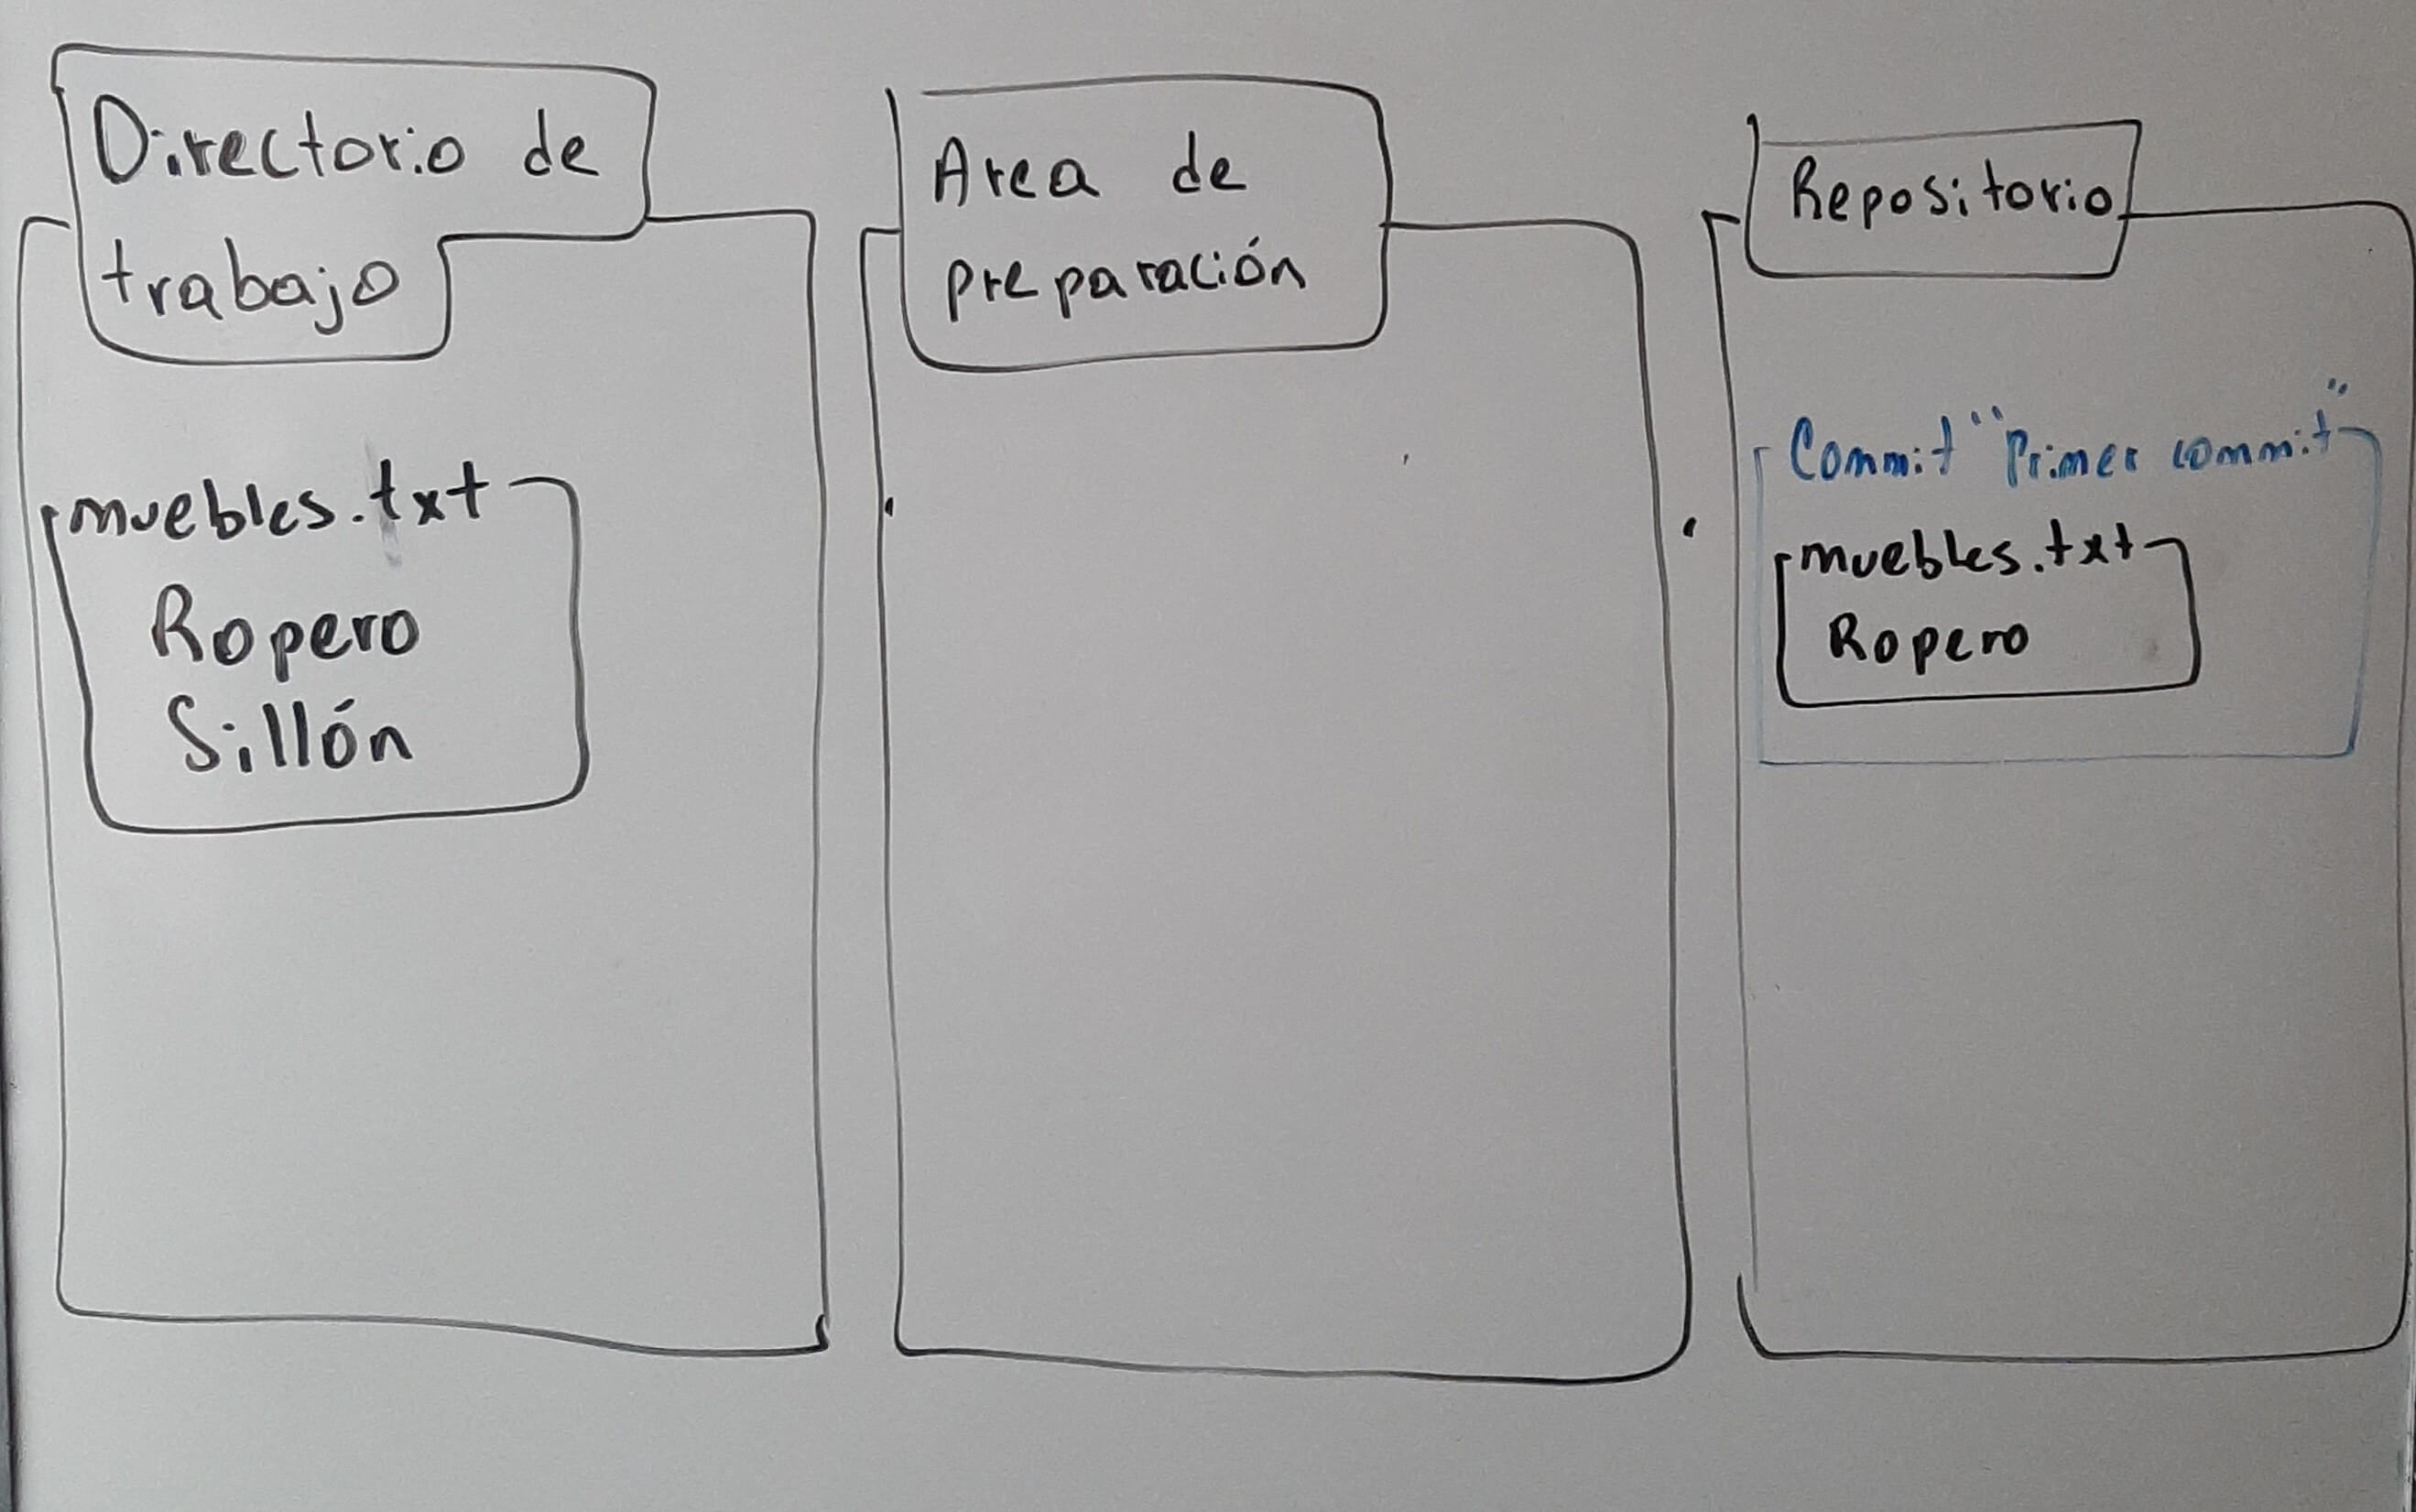 Directorio de
trabajo
muebles.txt
Ropero
Sillón
Area de
preparación
Repositorio
Commit "Primer commit"
muebles.txt
Ropero